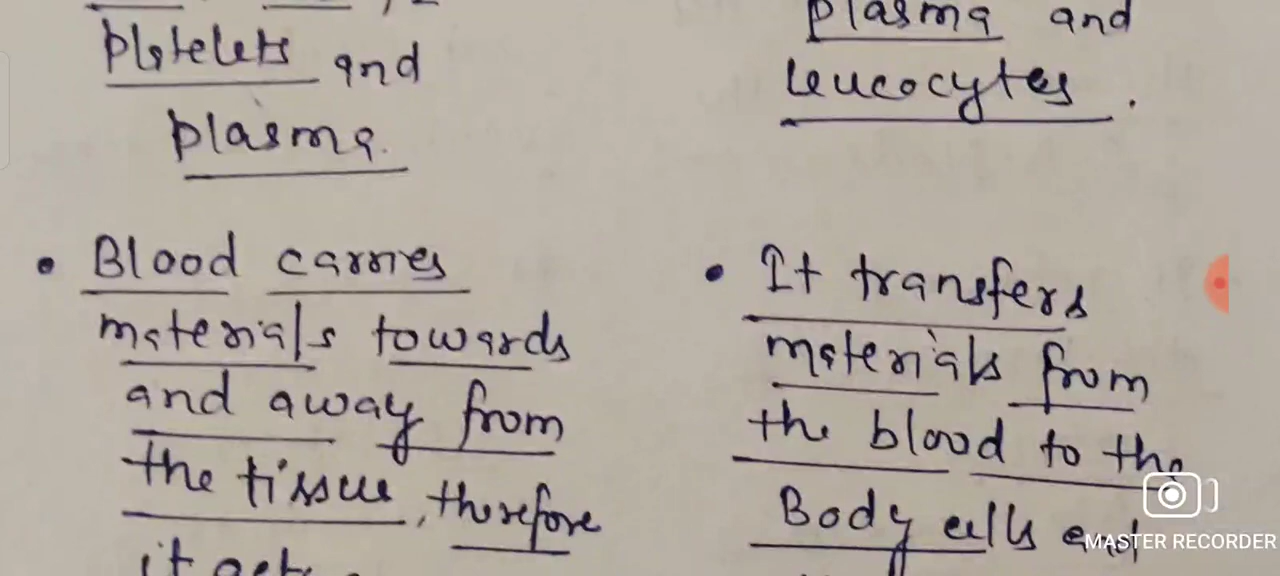 platelets and
plasma.
• Blood carries
materials towards
and away from
the tissue, therefore
plasma and
leucocytes.
• It transfers
materials from
the blood to the
Body cells and
MASTER RECORDER